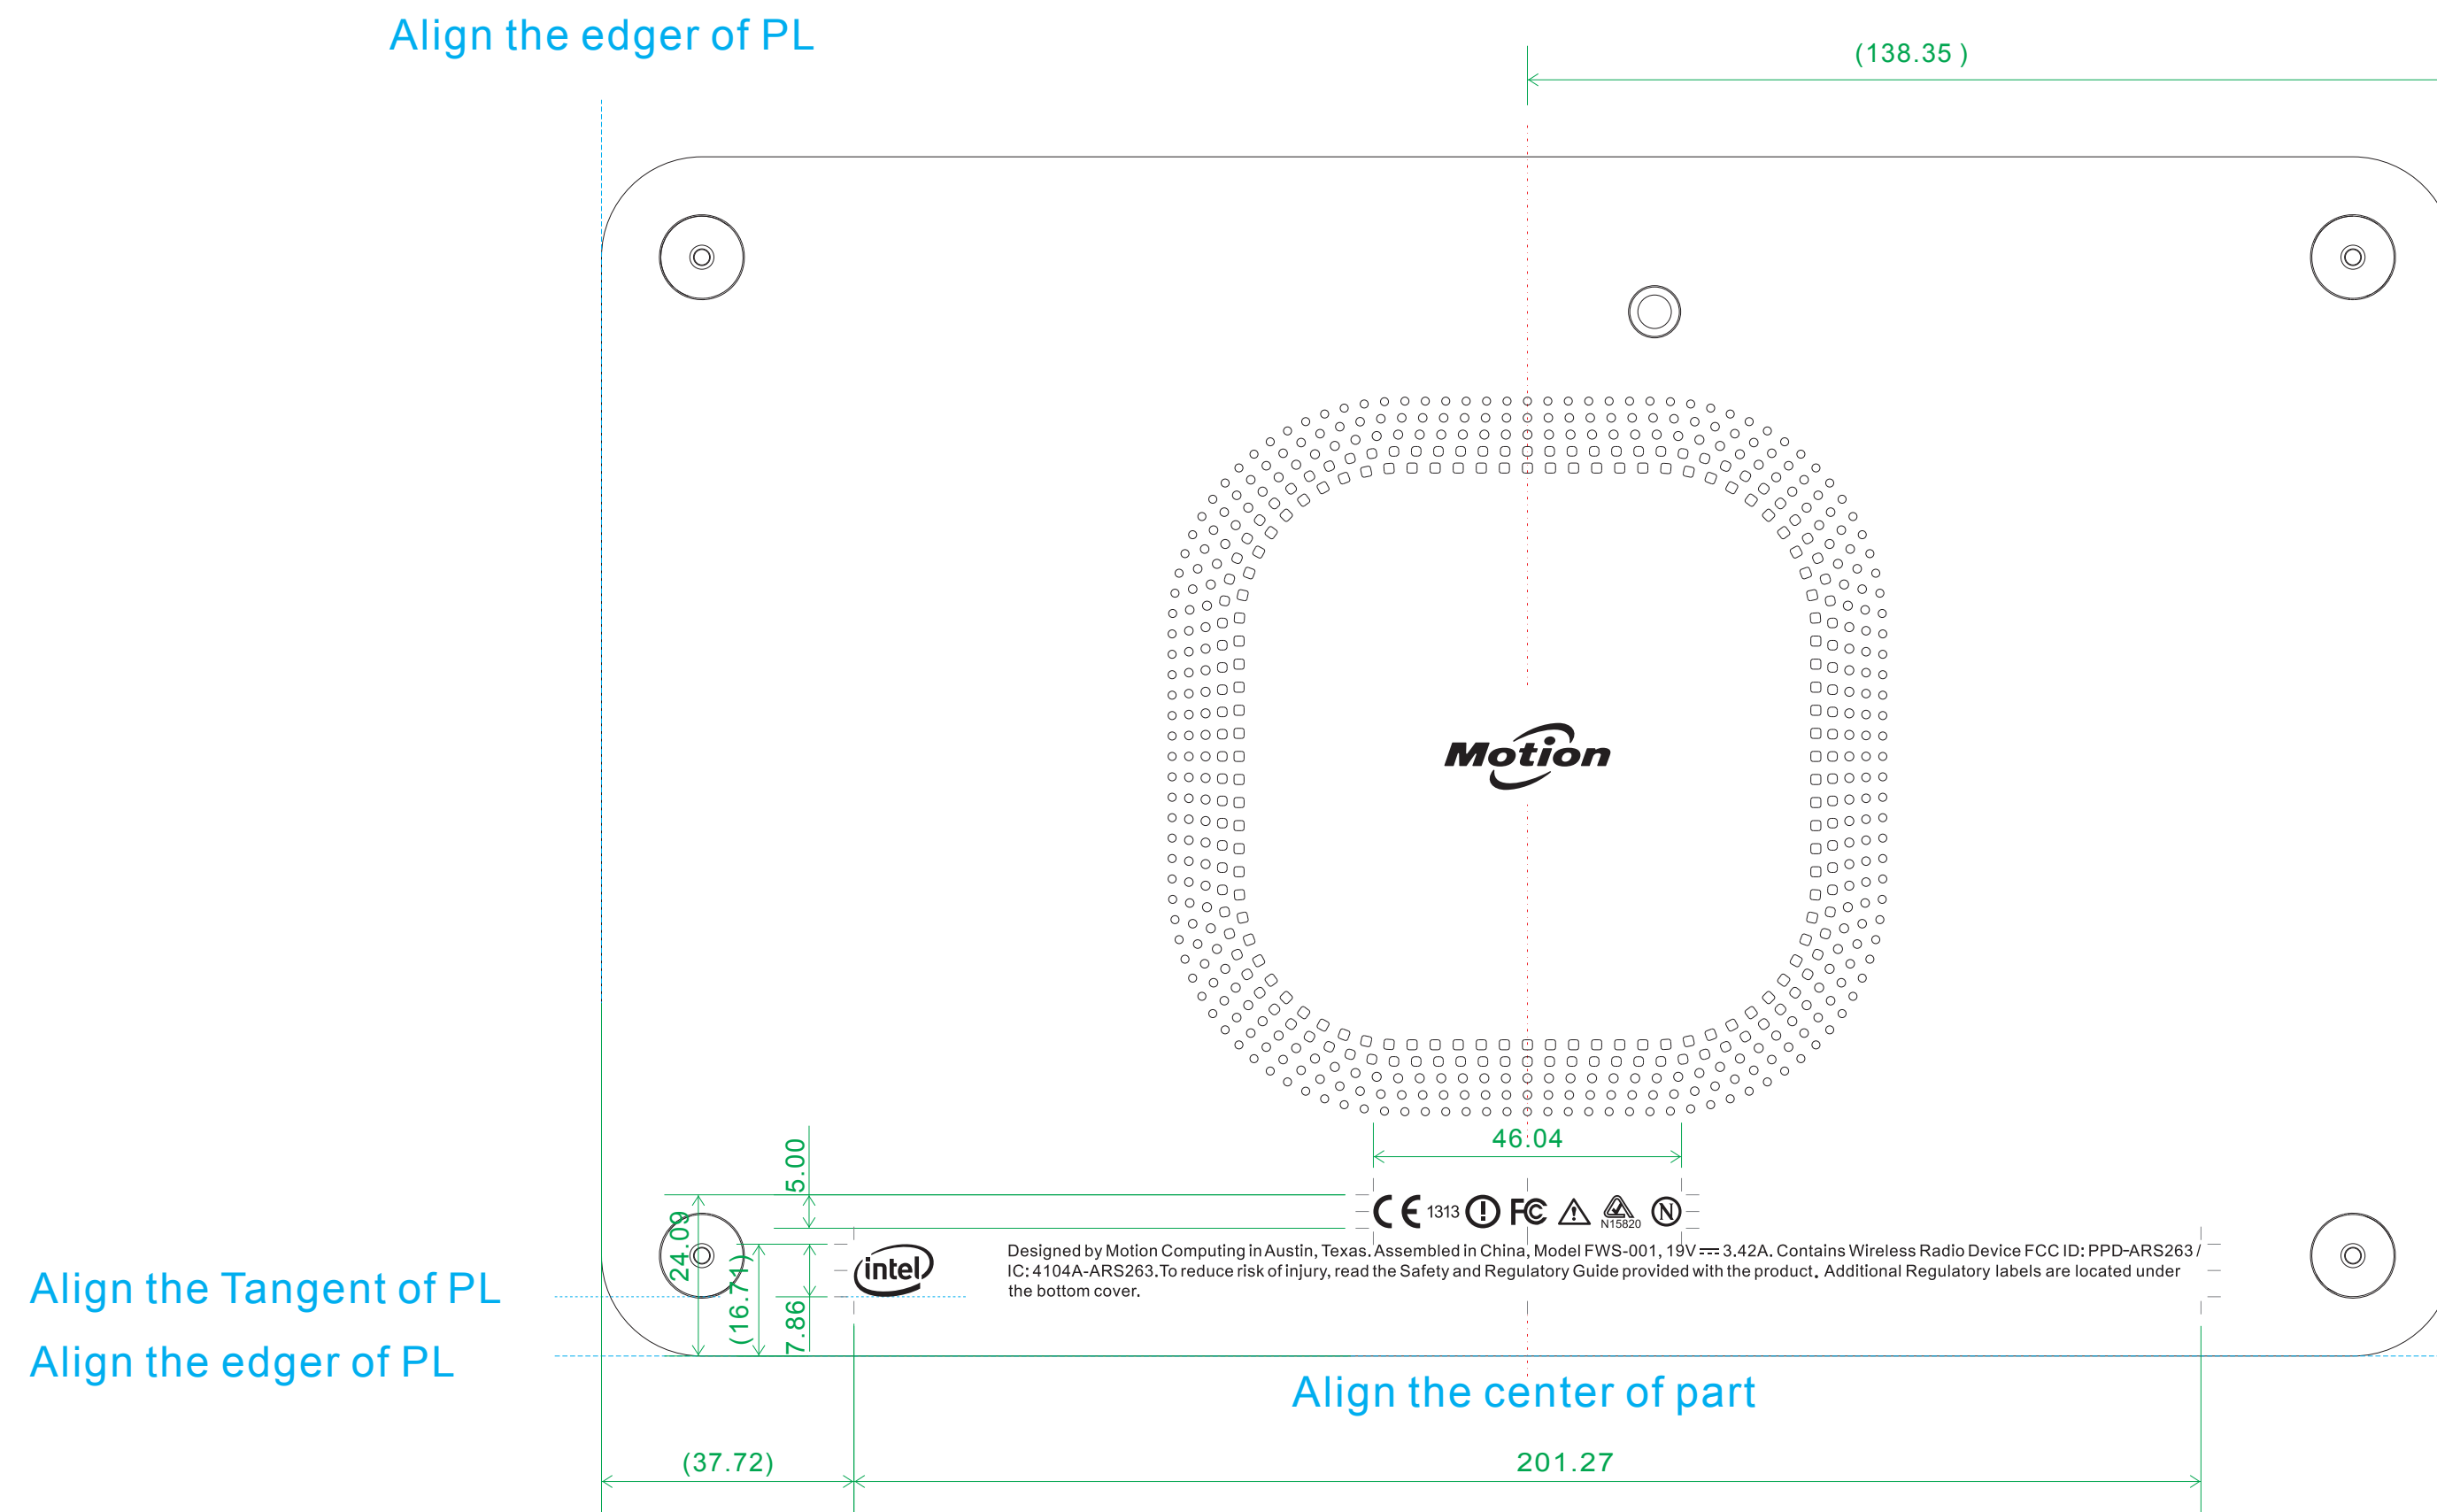 Align the edger of PL
(138.35 )
Motion
46.04
5.00
CE 1313 FC N15820 N
24.09
(16.71)
7.86
intel
Designed by Motion Computing in Austin, Texas. Assembled in China, Model FWS-001, 19V 3.42A. Contains Wireless Radio Device FCC ID: PPD-ARS263 /
IC: 4104A-ARS263.To reduce risk of injury, read the Safety and Regulatory Guide provided with the product. Additional Regulatory labels are located under
the bottom cover.
Align the Tangent of PL
Align the edger of PL
Align the center of part
(37.72)
201.27